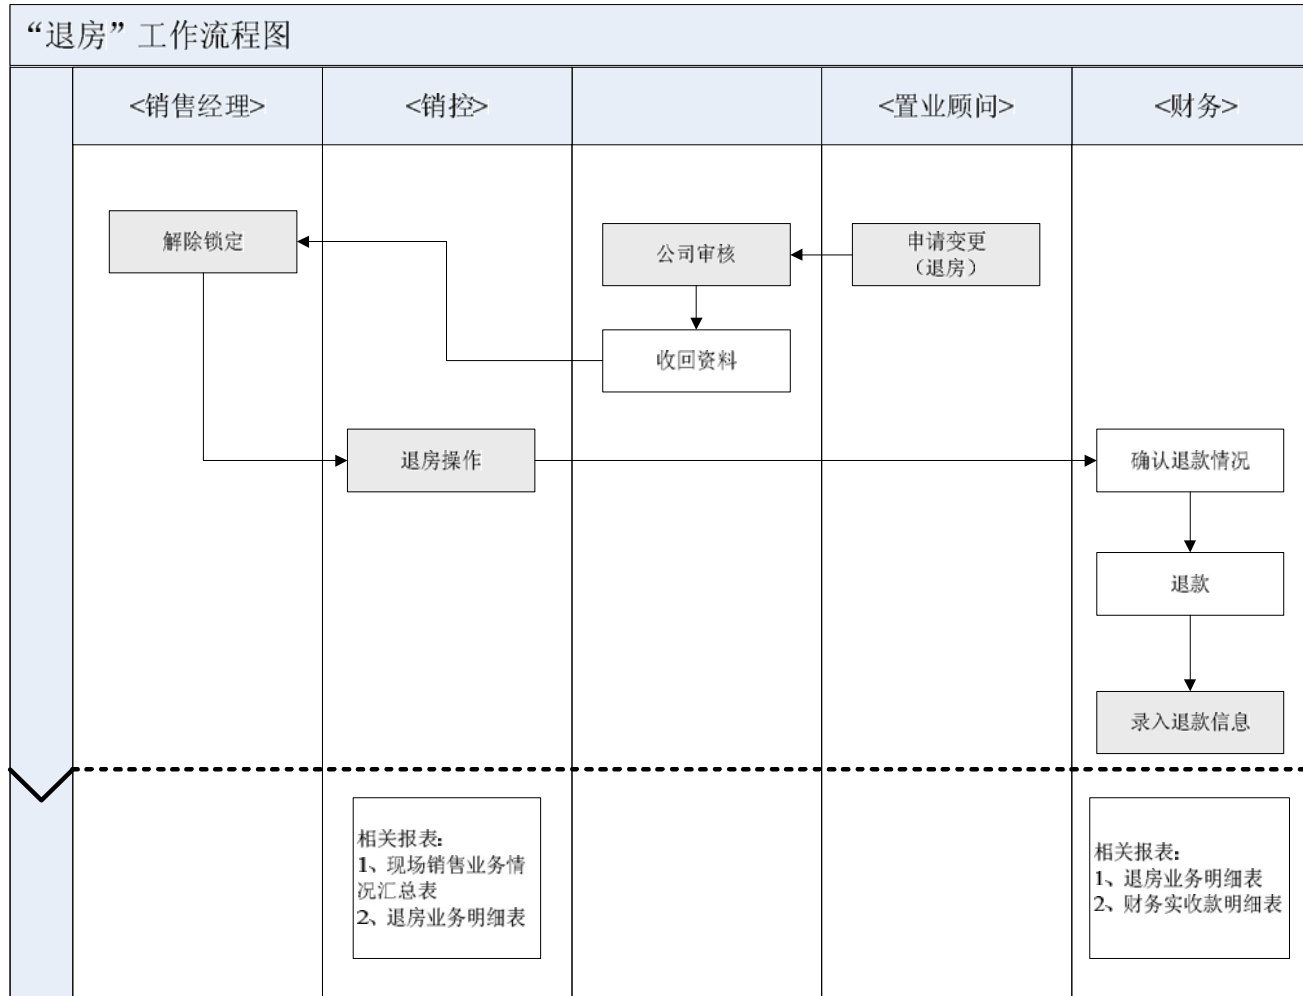 “退房”工作流程图
<销售经理>
<销控>
<置业顾问>
<财务>
解除锁定
公司审核
申请变更
（退房）
收回资料
退房操作
确认退款情况
退款
录入退款信息
相关报表:
1、现场销售业务情
况汇总表
2、退房业务明细表
相关报表:
1、退房业务明细表
2、财务实收款明细表